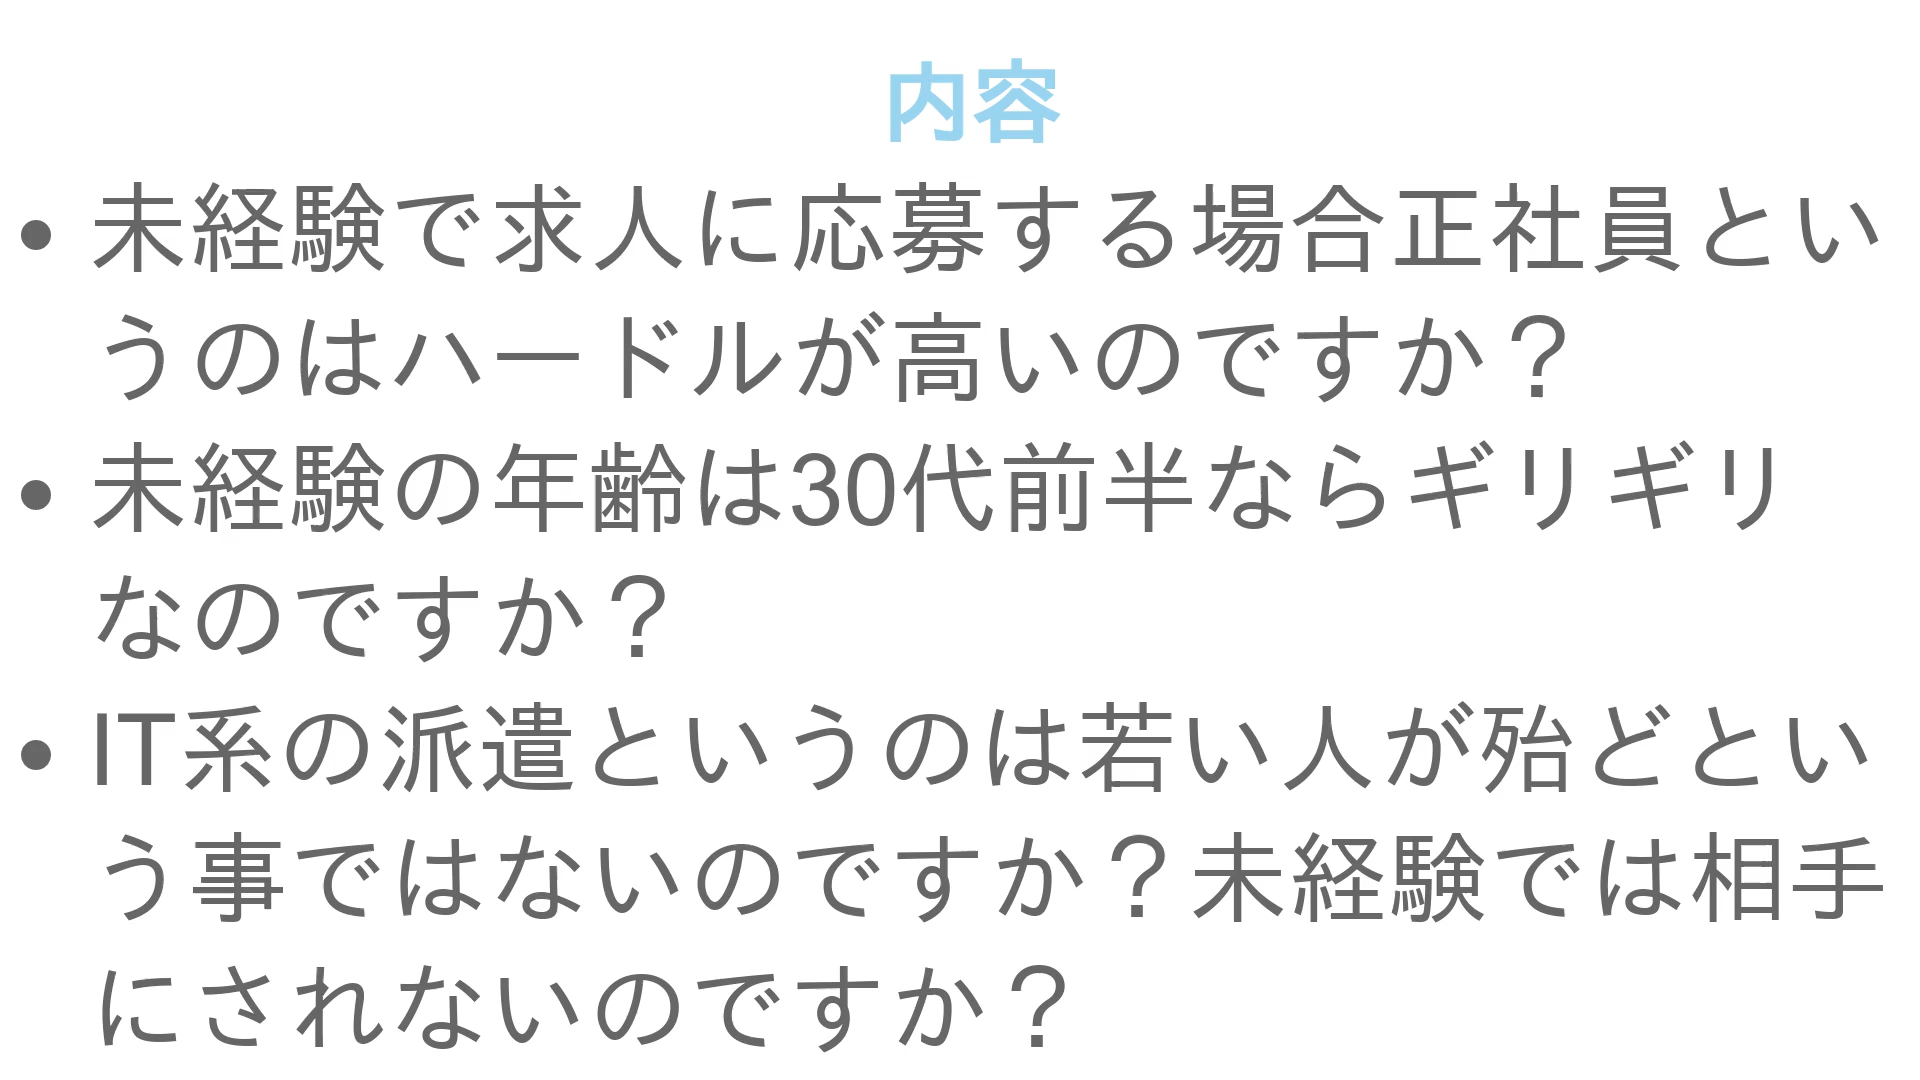 内容
• 未経験で求人に応募する場合正社員とい
うのはハードルが高いのですか？
• 未経験の年齢は30代前半ならギリギリ
なのですか？
• IT系の派遣というのは若い人が殆どとい
う事ではないのですか？未経験では相手
にされないのですか？